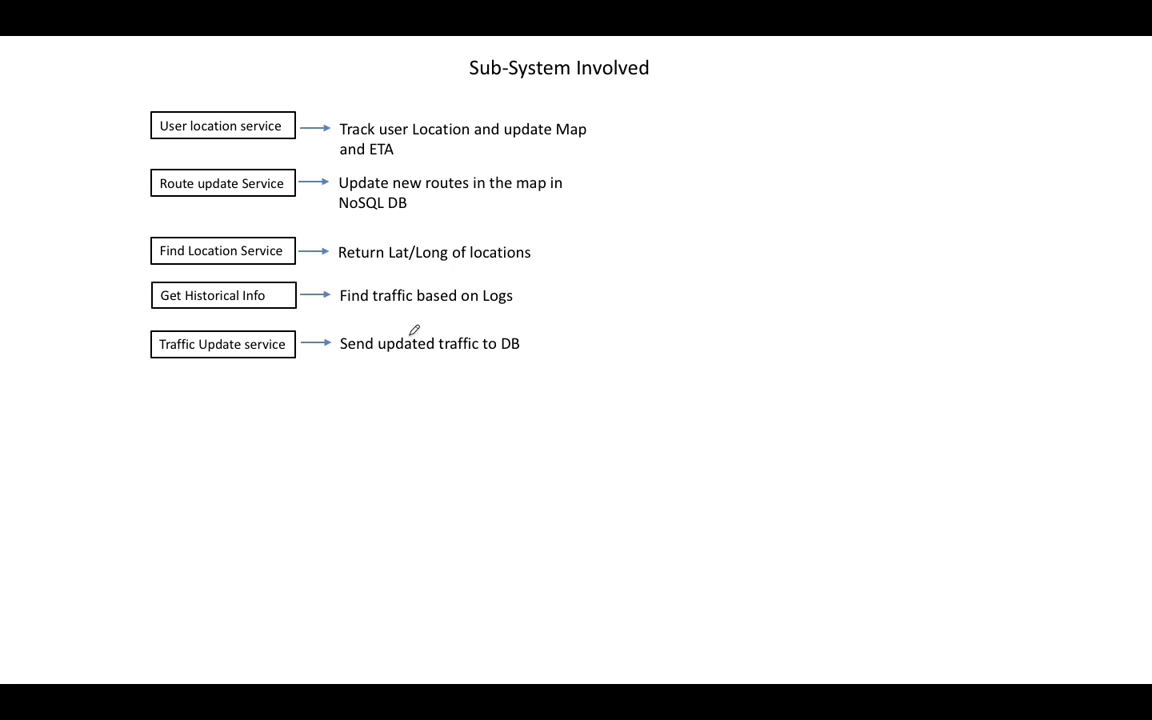 Sub-System Involved
User location service
Track user Location and update Map
and ETA
Route update Service
Update new routes in the map in
NoSQL DB
Find Location Service
Return Lat/Long of locations
Get Historical Info
Find traffic based on Logs
Traffic Update service
Send updated traffic to DB